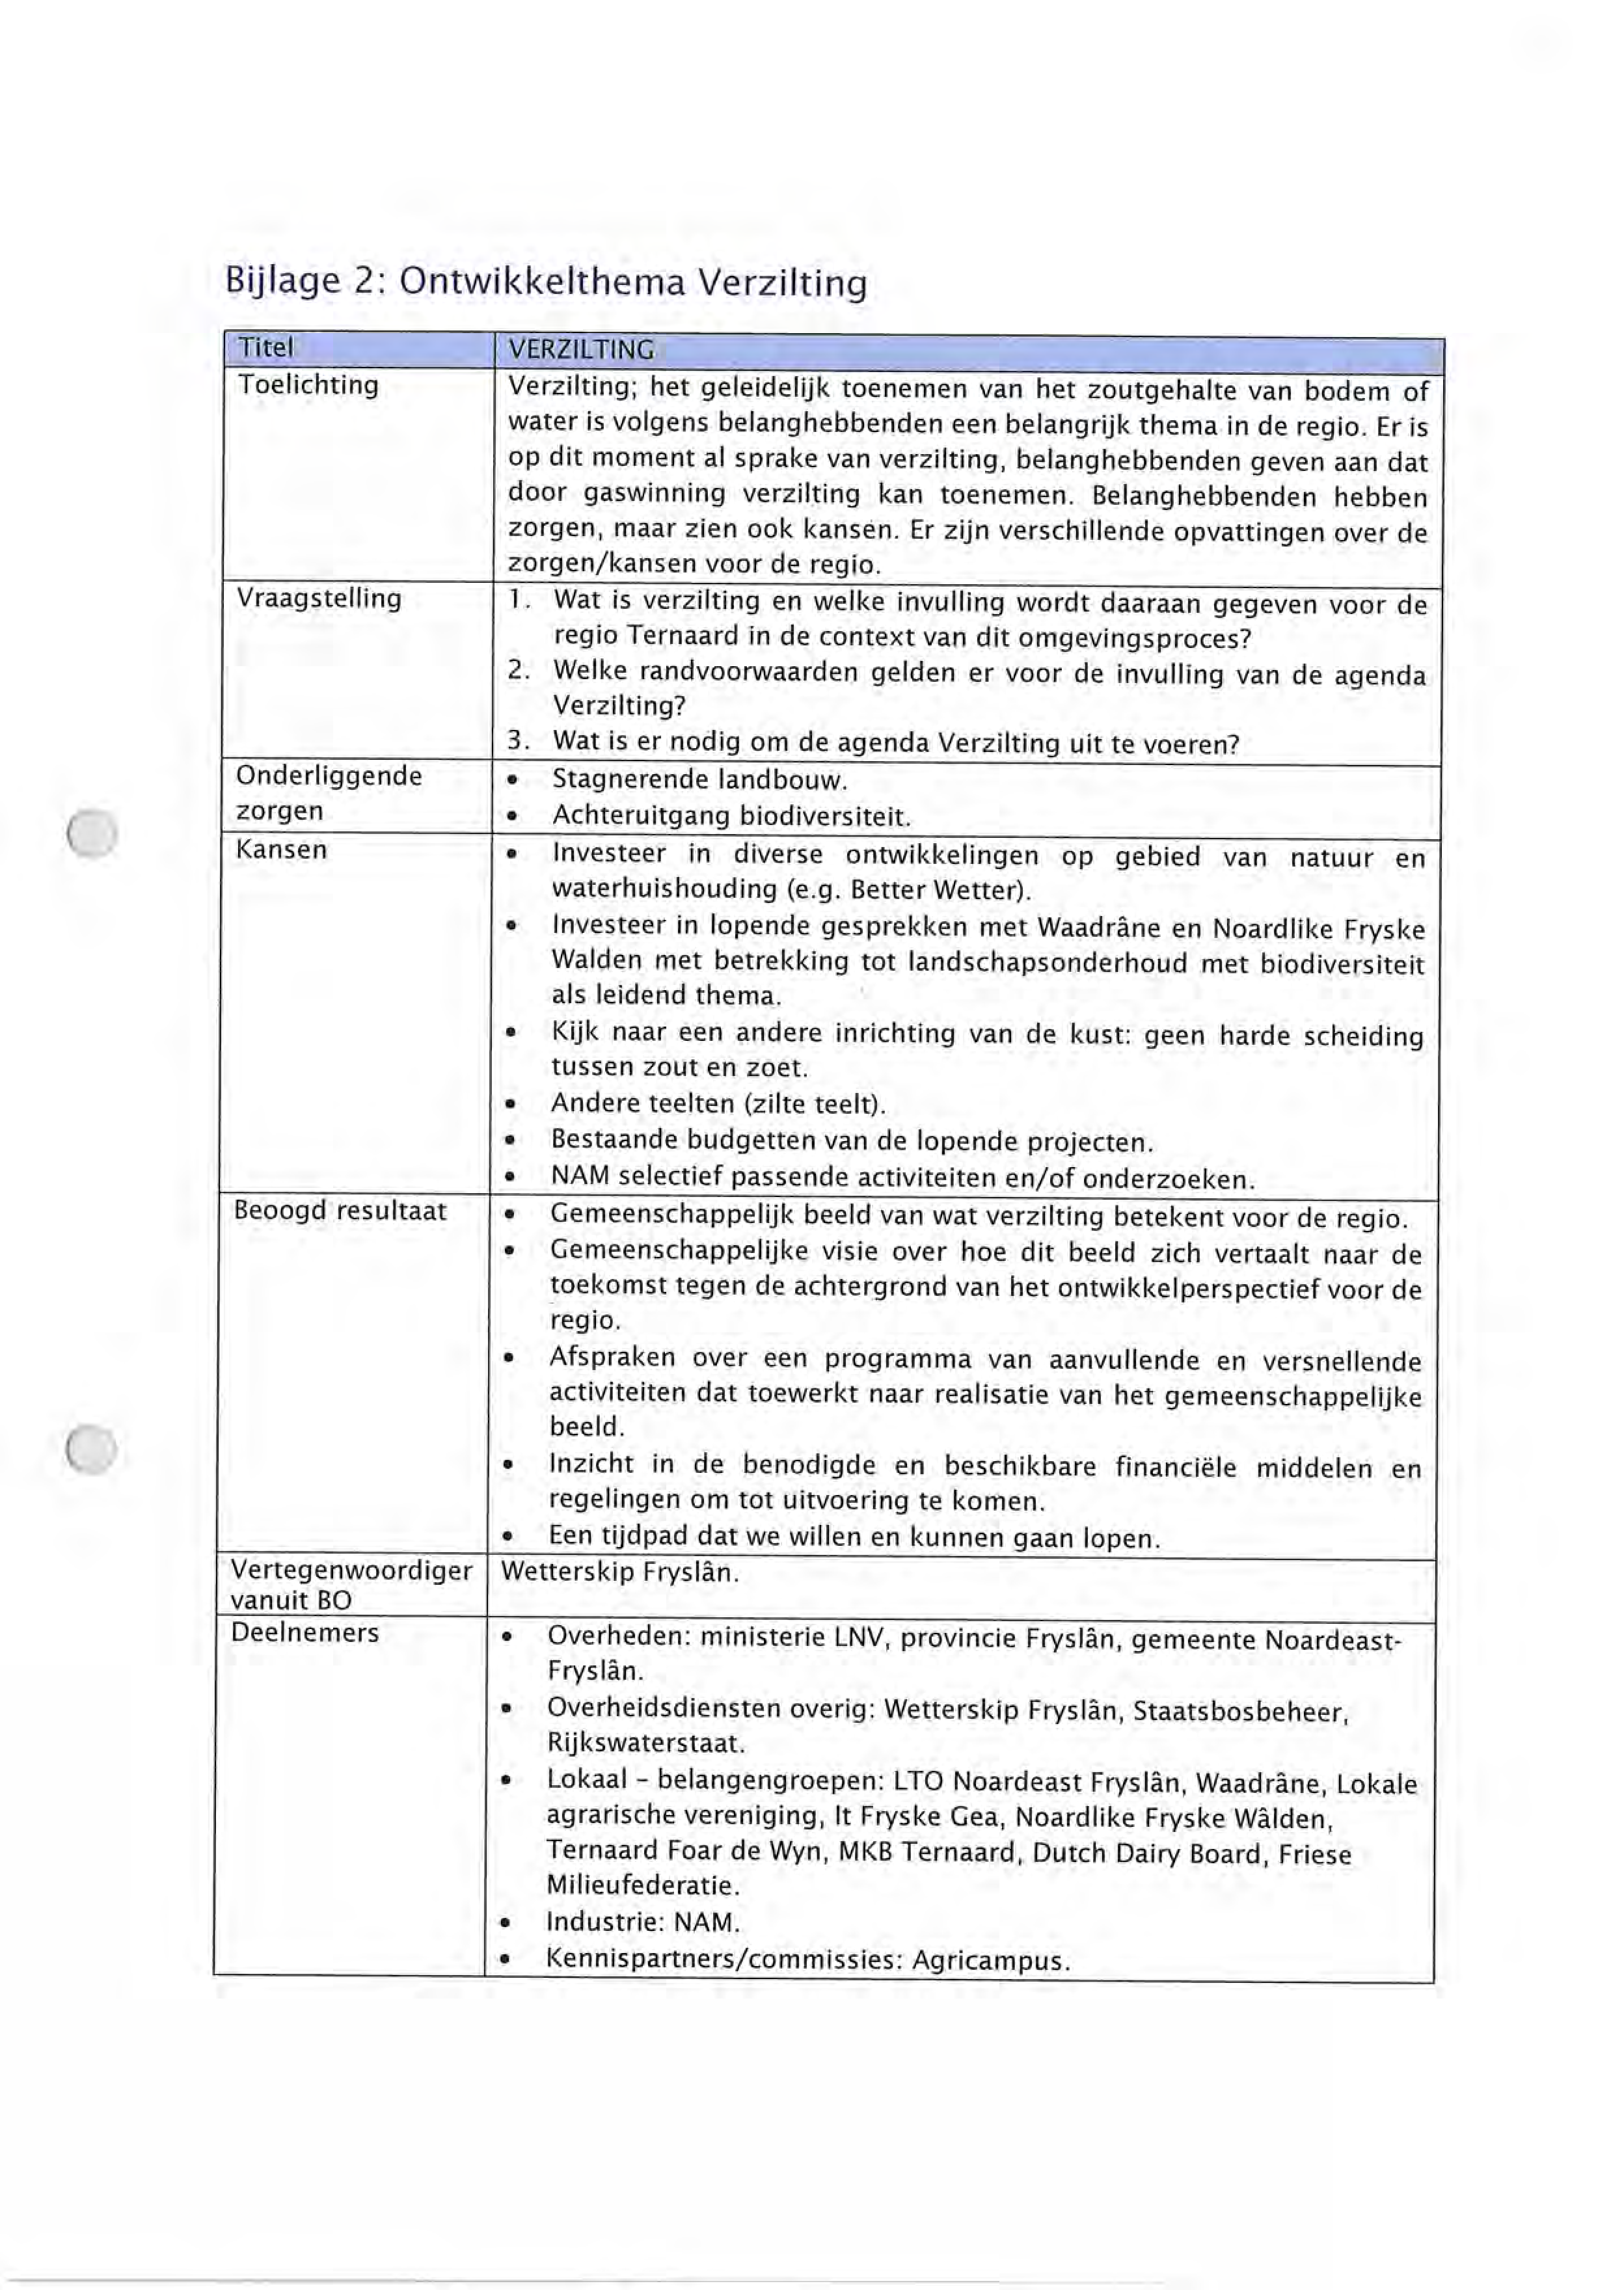 Bijlage 2: Ontwikkelthema Verzilting
Titel VERZILTING
Toelichting Verzilting; het geleidelijk toenemen van het zoutgehalte van bodem of
water is volgens belanghebbenden een belangrijk thema in de regio. Er is
op dit moment al sprake van verzilting, belanghebbenden geven aan dat
door gaswinning verzilting kan toenemen. Belanghebbenden hebben
zorgen, maar zien ook kansen. Er zijn verschillende opvattingen over de
zorgen/kansen voor de regio.
Vraagstelling 1. Wat is verzilting en welke invulling wordt daaraan gegeven voor de
regio Ternaard in de context van dit omgevingsproces?
2. Welke randvoorwaarden gelden er voor de invulling van de agenda
Verzilting?
3. Wat is er nodig om de agenda Verzilting uit te voeren?
Onderliggende • Stagnerende landbouw.
zorgen • Achteruitgang biodiversiteit.
Kansen • Investeer in diverse ontwikkelingen op gebied van natuur en
waterhuishouding (e.g. Better Wetter).
• Investeer in lopende gesprekken met Waadrâne en Noardlike Fryske
Walden met betrekking tot landschapsonderhoud met biodiversiteit
als leidend thema.
• Kijk naar een andere inrichting van de kust: geen harde scheiding
tussen zout en zoet.
• Andere teelten (zilte teelt).
• Bestaande budgetten van de lopende projecten.
• NAM selectief passende activiteiten en/of onderzoeken.
Beoogd resultaat • Gemeenschappelijk beeld van wat verzilting betekent voor de regio.
• Gemeenschappelijke visie over hoe dit beeld zich vertaalt naar de
toekomst tegen de achtergrond van het ontwikkelperspectief voor de
regio.
• Afspraken over een programma van aanvullende en versnellende
activiteiten dat toewerkt naar realisatie van het gemeenschappelijke
beeld.
• Inzicht in de benodigde en beschikbare financiële middelen en
regelingen om tot uitvoering te komen.
• Een tijdpad dat we willen en kunnen gaan lopen.
Vertegenwoordiger Wetterskip Fryslân.
vanuit BO
Deelnemers • Overheden: ministerie LNV, provincie Fryslân, gemeente Noardeast-
Fryslân.
• Overheidsdiensten overig: Wetterskip Fryslân, Staatsbosbeheer,
Rijkswaterstaat.
• Lokaal – belangengroepen: LTO Noardeast Fryslân, Waadrâne, Lokale
agrarische vereniging, It Fryske Gea, Noardlike Fryske Wâlden,
Ternaard Foar de Wyn, MKB Ternaard, Dutch Dairy Board, Friese
Milieufederatie.
• Industrie: NAM.
• Kennispartners/commissies: Agricampus.